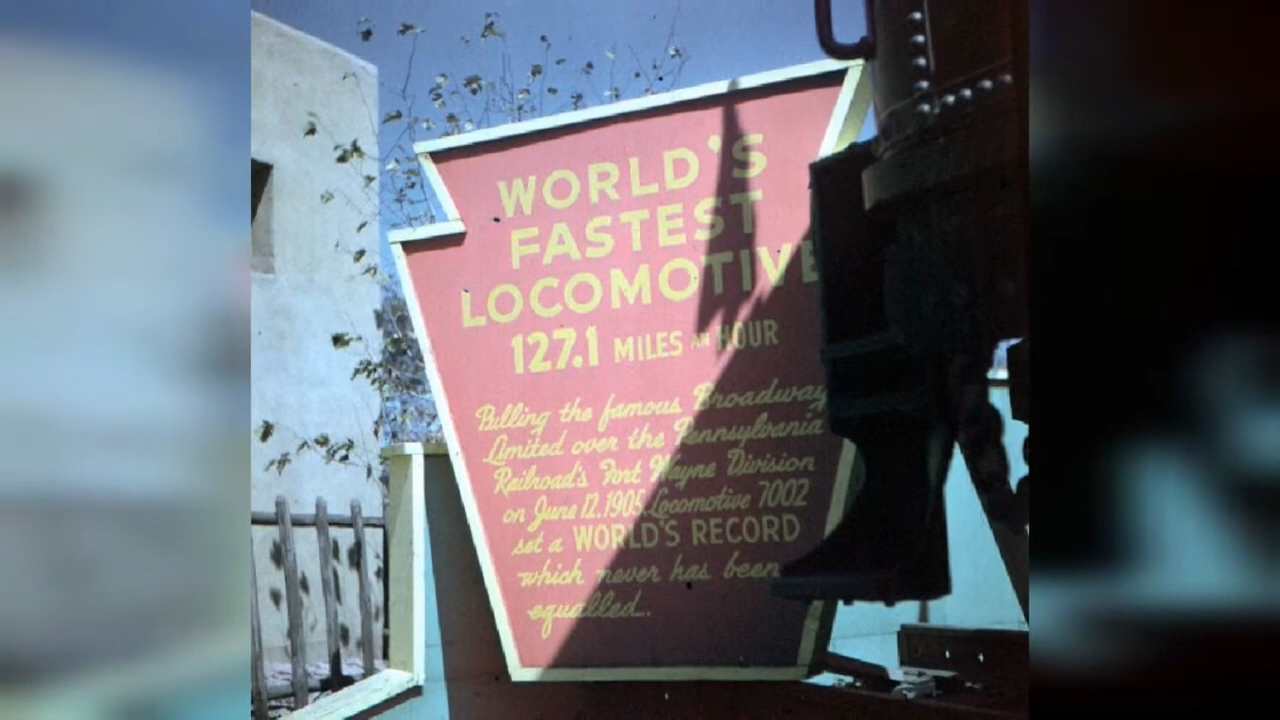 WORLD'S
FASTEST
LOCOMOTIVE
127.1 MILES AN HOUR
Pulling the famous Broadway
Limited over the Pennsylvania
Railroad's Fort Wayne Division
on June 12, 1905, Locomotive 7002
set a WORLD'S RECORD
which never has been
equalled..